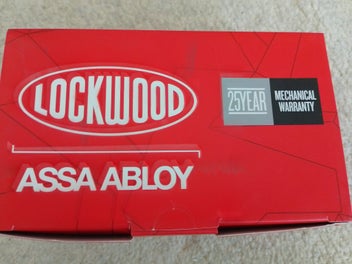 LOCKWOOD
ASSA ABLOY
25YEAR
MECHANICAL
WARRANTY